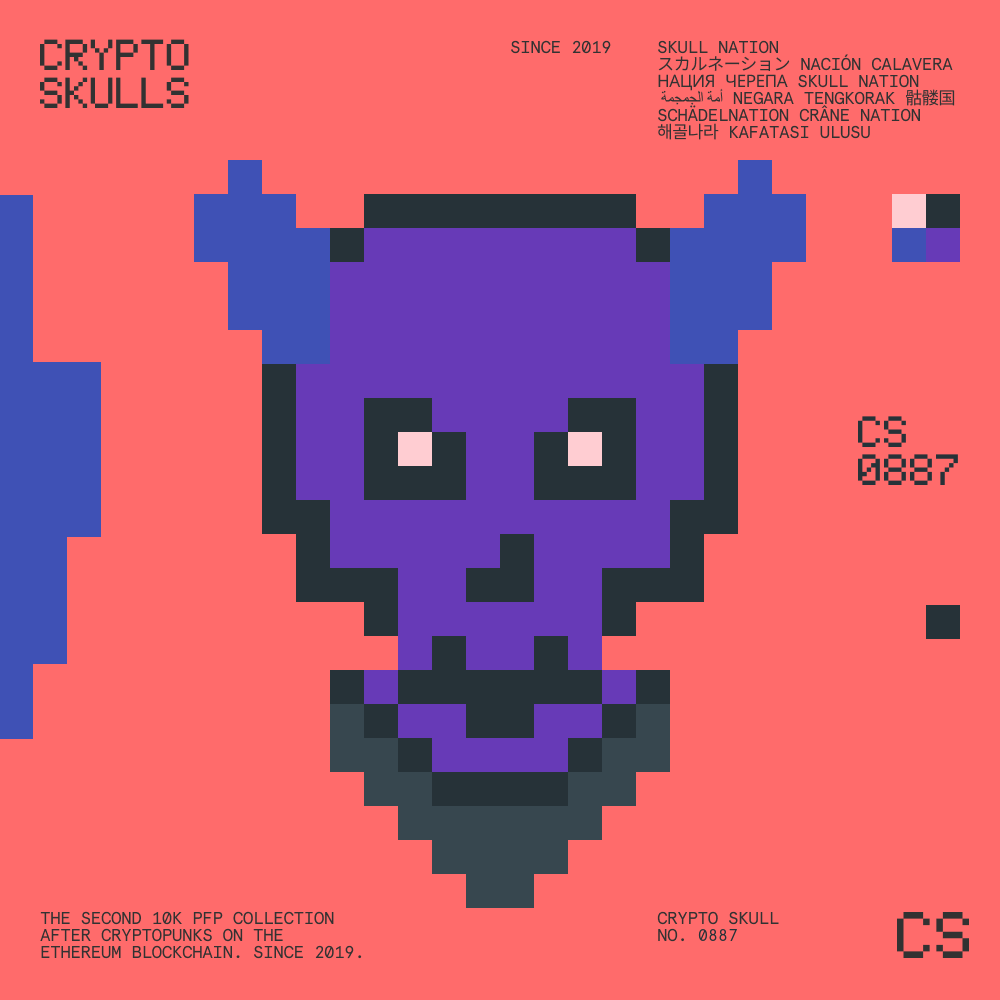 CRYPTO
SKULLS
SINCE 2019
SKULL NATION
スカルネーション NACIÓN CALAVERA
НАЦИЯ ЧЕРЕПА SKULL NATION
أمة الجمجمة NEGARA TENGKORAK 骷髅国
SCHÄDELNATION CRÂNE NATION
해골나라 KAFATASI ULUSU
CS
0887
THE SECOND 10K PFP COLLECTION
AFTER CRYPTOPUNKS ON THE
ETHEREUM BLOCKCHAIN. SINCE 2019.
CRYPTO SKULL
NO. 0887
CS